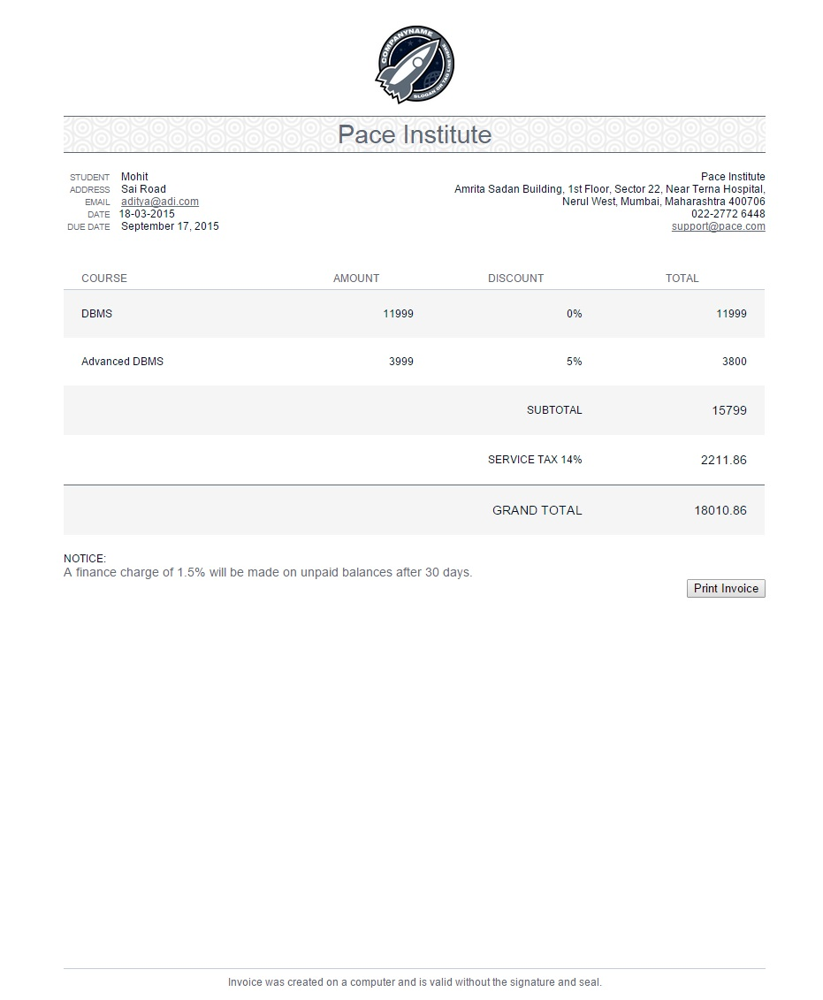 COMPANYNAME
SLOGAN OR TAG LINE HERE
Pace Institute
STUDENT Mohit
ADDRESS Sai Road
EMAIL aditya@adi.com
DATE 18-03-2015
DUE DATE September 17, 2015
Pace Institute
Amrita Sadan Building, 1st Floor, Sector 22, Near Terna Hospital,
Nerul West, Mumbai, Maharashtra 400706
022-2772 6448
support@pace.com
COURSE AMOUNT DISCOUNT TOTAL
DBMS 11999 0% 11999
Advanced DBMS 3999 5% 3800
SUBTOTAL 15799
SERVICE TAX 14% 2211.86
GRAND TOTAL 18010.86
NOTICE:
A finance charge of 1.5% will be made on unpaid balances after 30 days.
Print Invoice
Invoice was created on a computer and is valid without the signature and seal.